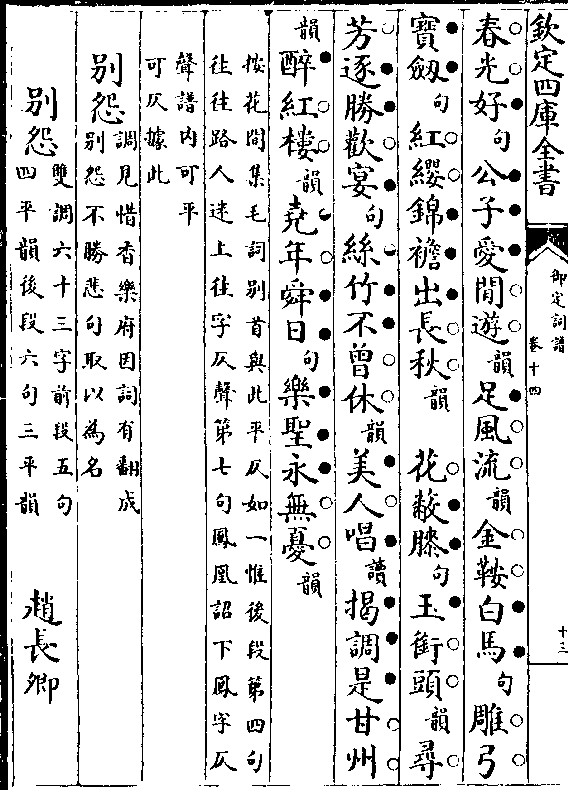 欽定四庫全書
御定詞譜
卷十四
十三
春光好句公子愛閒遊韻足風流韻金鞍白馬句雕弓
寶劔句紅纓錦襜出長秋韻 花蔽膝句玉銜頭韻尋
芳逐勝歡宴句絲竹不曾休韻美人唱讀揭調是甘州
韻醉紅樓韻堯年舜日句樂聖永無憂韻
按花間集毛詞别首與此平仄如一惟後段第四句
往往路人迷上往字仄聲第七句鳳凰詔下鳳字仄
聲譜内可平
可仄據此
别怨調見惜香樂府因詞有翻成
别怨不勝悲句取以為名
别怨雙調六十三字前段五句
四平韻後段六句三平韻 趙長卿